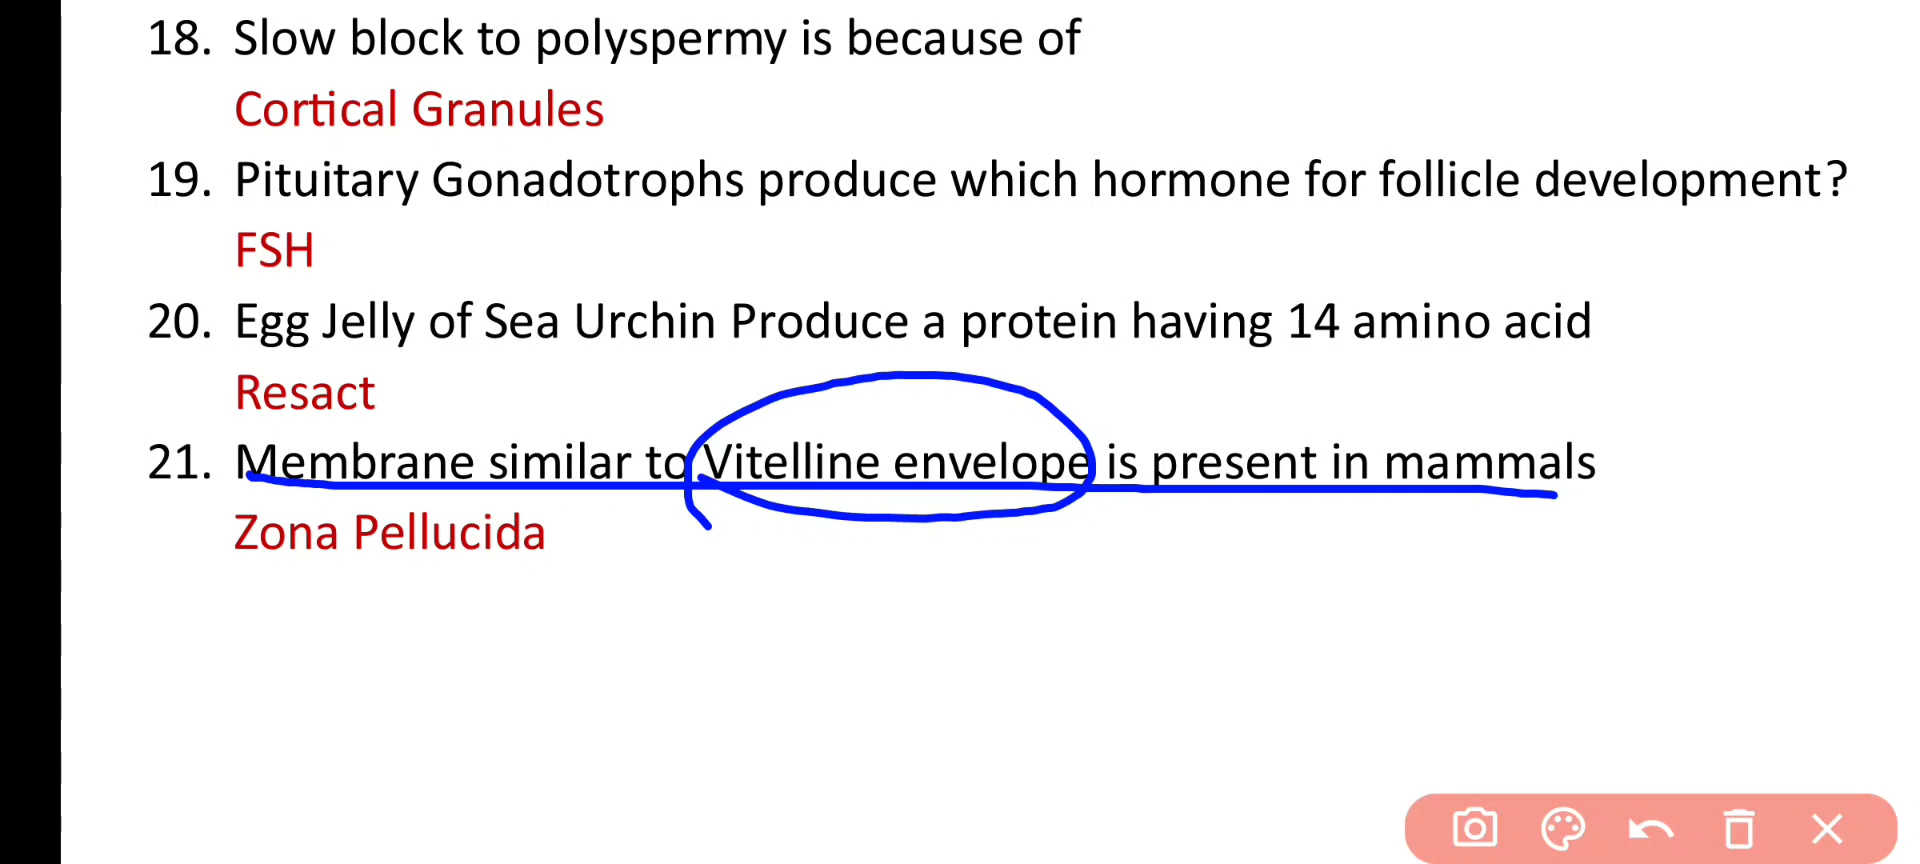 18. Slow block to polyspermy is because of
Cortical Granules
19. Pituitary Gonadotrophs produce which hormone for follicle development?
FSH
20. Egg Jelly of Sea Urchin Produce a protein having 14 amino acid
Resact
21. Membrane similar to Vitelline envelope is present in mammals
Zona Pellucida